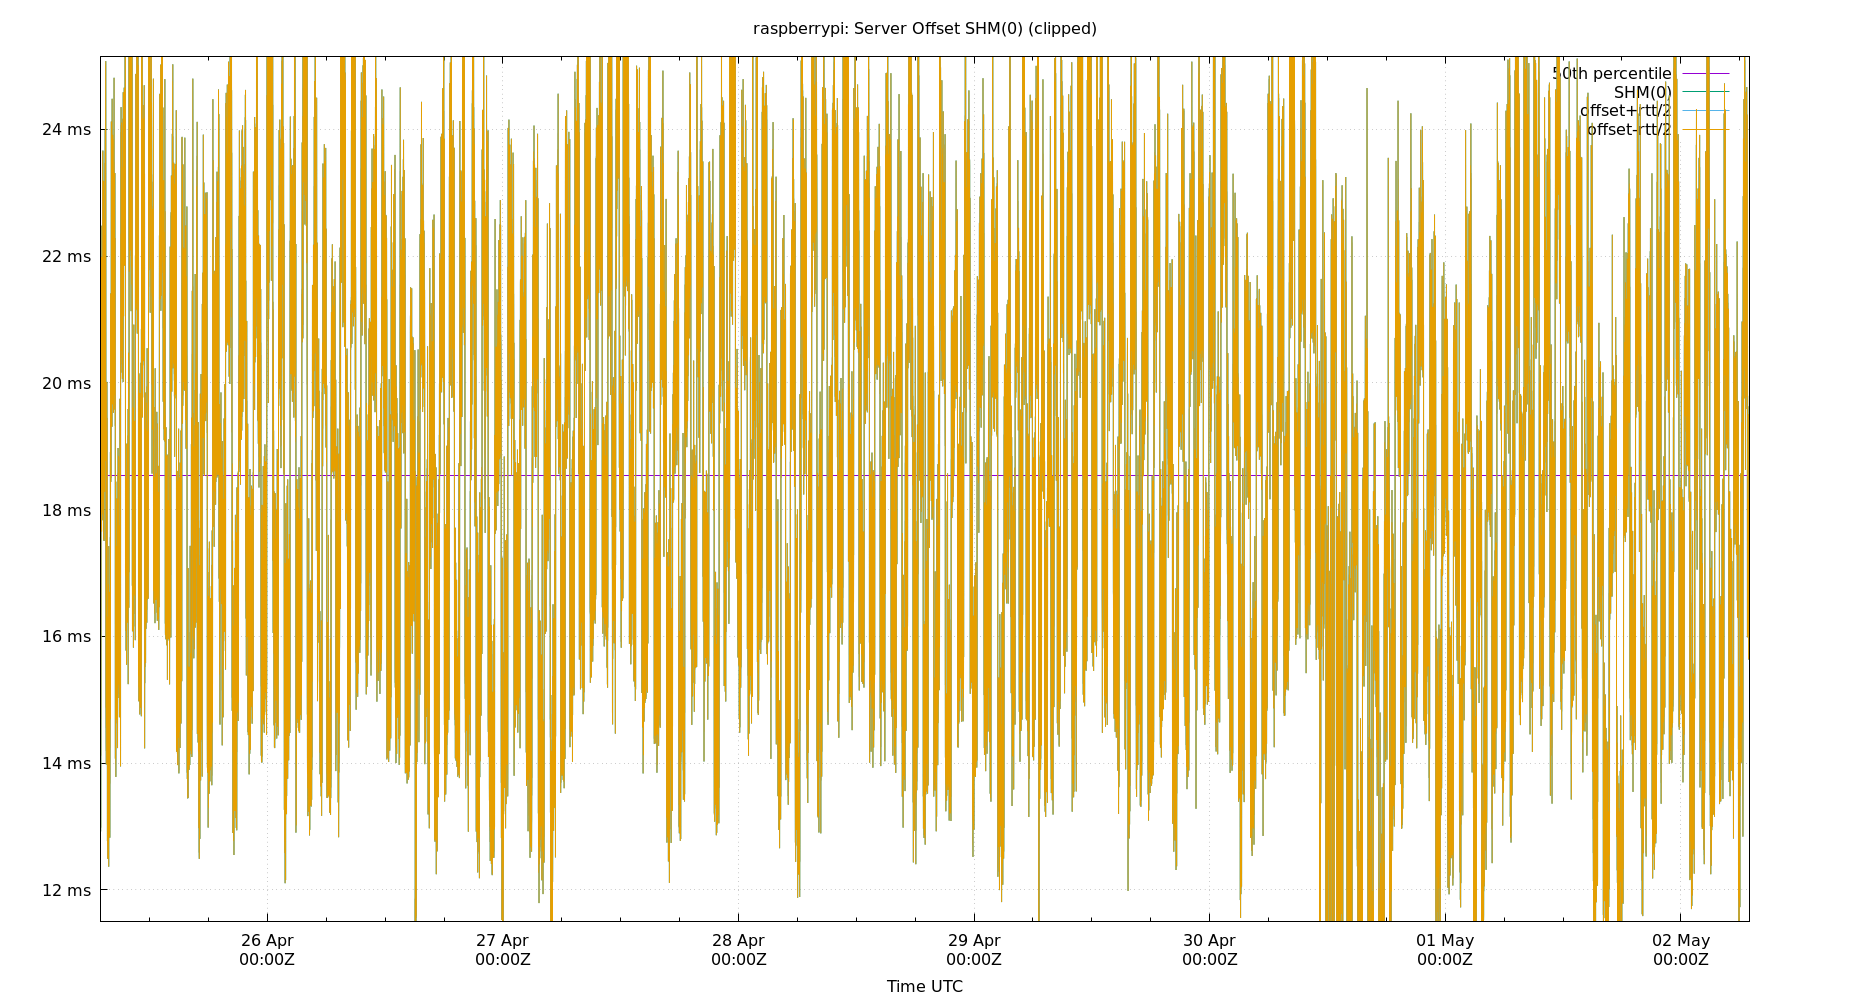 raspberrypi: Server Offset SHM(0) (clipped)
50th percentile
SHM(0)
offset+rtt/2
offset-rtt/2
24 ms
22 ms
20 ms
18 ms
16 ms
14 ms
12 ms
26 Apr 27 Apr 28 Apr 29 Apr 30 Apr 01 May 02 May
00:00Z 00:00Z 00:00Z 00:00Z 00:00Z 00:00Z 00:00Z
Time UTC